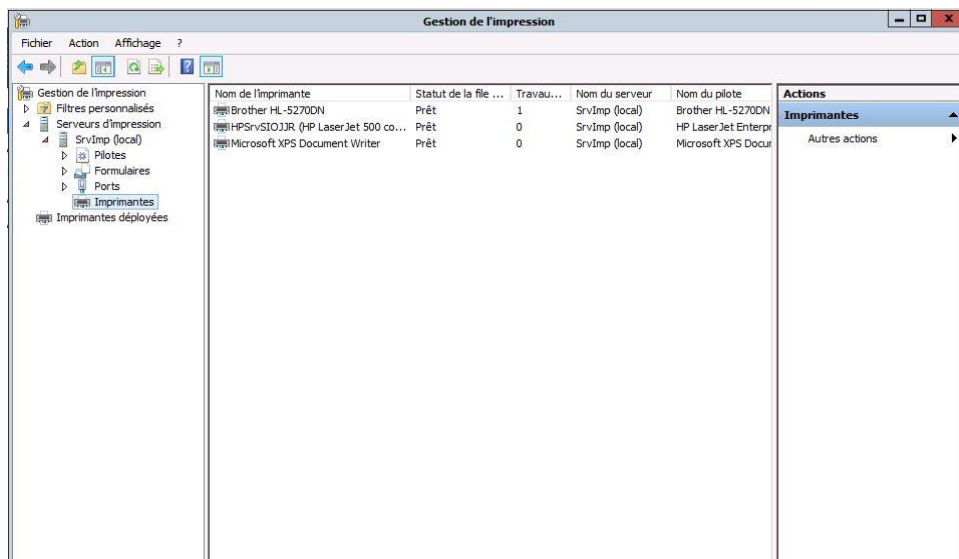 Gestion de l'impression
Fichier Action Affichage ?
Gestion de l'impression
Filtres personnalisés
Serveurs d'impression
SrvImp (local)
Pilotes
Formulaires
Ports
Imprimantes
Imprimantes déployées
Nom de l'imprimante Statut de la file ... Travau... Nom du serveur Nom du pilote
Brother HL-5270DN Prêt 1 SrvImp (local) Brother HL-5270DN
HPSrvSIOJJR (HP LaserJet 500 co... Prêt 0 SrvImp (local) HP LaserJet Enterpr
Microsoft XPS Document Writer Prêt 0 SrvImp (local) Microsoft XPS Docur
Actions
Imprimantes
Autres actions